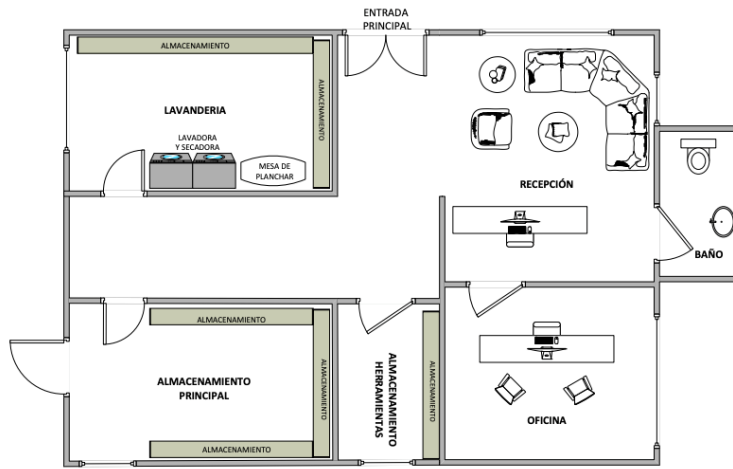 ENTRADA
PRINCIPAL
ALMACENAMIENTO
ALMACENAMIENTO
LAVANDERIA
LAVADORA
Y SECADORA
MESA DE
PLANCHAR
RECEPCIÓN
BAÑO
ALMACENAMIENTO
ALMACENAMIENTO
ALMACENAMIENTO
PRINCIPAL
ALMACENAMIENTO
ALMACENAMIENTO
HERRAMIENTAS
ALMACENAMIENTO
OFICINA